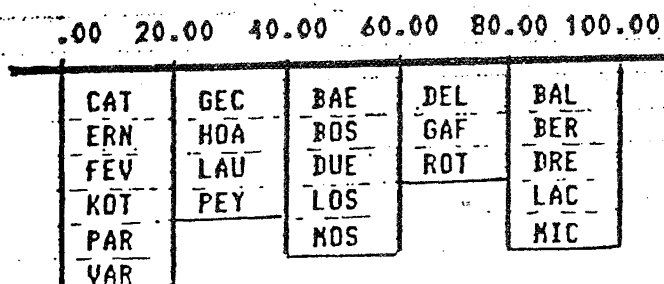 .00 20.00 40.00 60.00 80.00 100.00
CAT GEC BAE DEL BAL
ERN HOA BOS GAF BER
FEV LAU DUE ROT DRE
KOT PEY LOS LAC
PAR MOS MIC
VAR